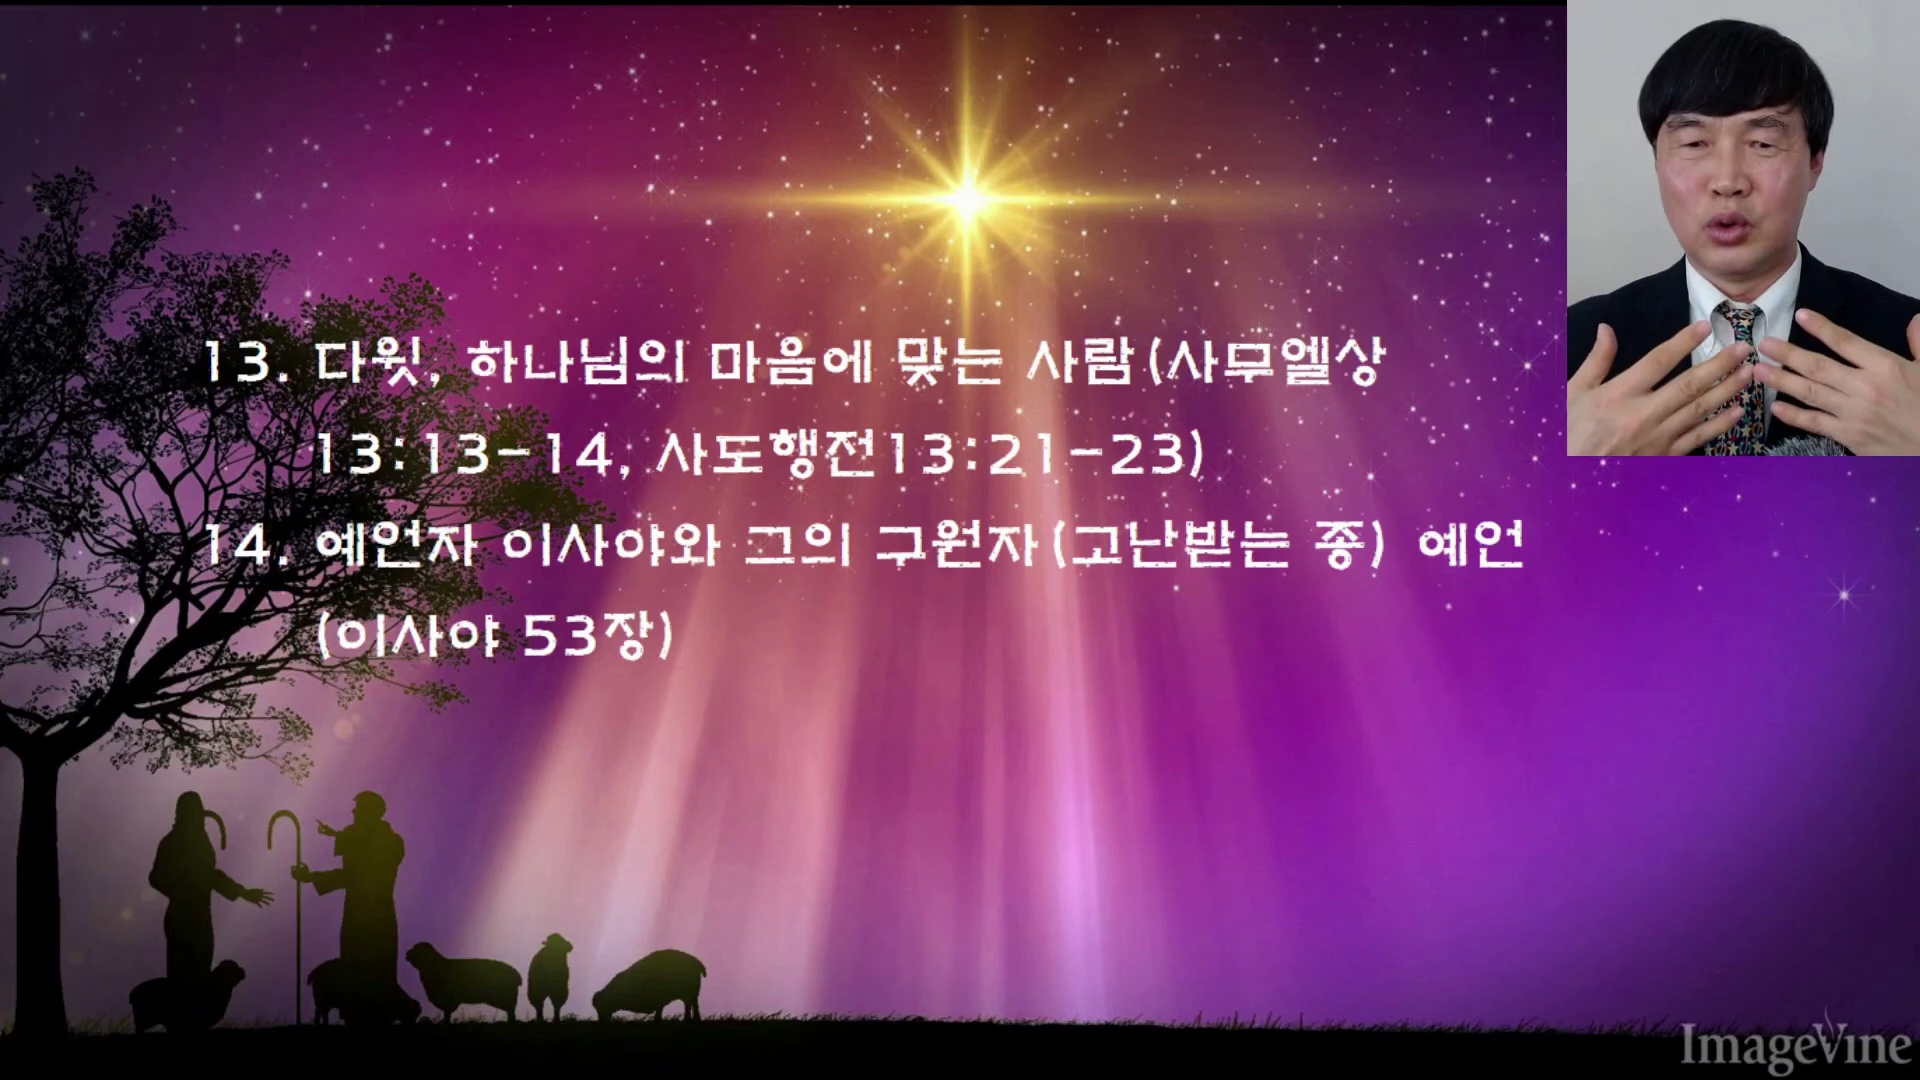 13. 다윗, 하나님의 마음에 맞는 사람(사무엘상
13:13-14, 사도행전13:21-23)
14. 예언자 이사야와 그의 구원자(고난받는 종) 예언
(이사야 53장)
ImageVine